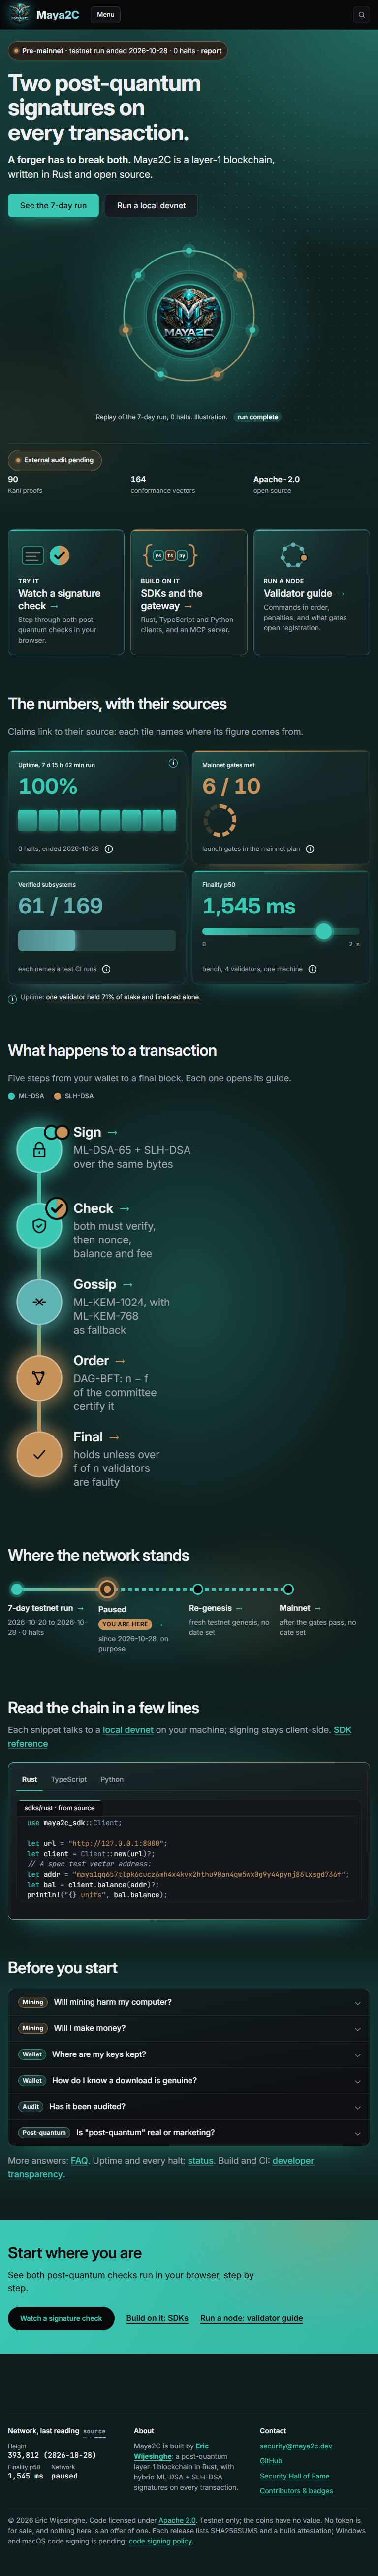 Maya2C
Menu
Pre-mainnet · testnet run ended 2026-10-28 · 0 halts · report
Two post-quantum
signatures on
every transaction.
A forger has to break both. Maya2C is a layer-1 blockchain,
written in Rust and open source.
See the 7-day run
Run a local devnet
MAYA2C
Replay of the 7-day run, 0 halts. Illustration. run complete
External audit pending
90
Kani proofs
164
conformance vectors
Apache-2.0
open source
TRY IT
Watch a signature
check →
Step through both post-
quantum checks in your
browser.
rs ts py
BUILD ON IT
SDKs and the
gateway →
Rust, TypeScript and Python
clients, and an MCP server.
RUN A NODE
Validator guide →
Commands in order,
penalties, and what gates
open registration.
The numbers, with their sources
Claims link to their source: each tile names where its figure comes from.
Uptime, 7 d 15 h 42 min run
100%
0 halts, ended 2026-10-28
Mainnet gates met
6 / 10
launch gates in the mainnet plan
Verified subsystems
61 / 169
each names a test CI runs
Finality p50
1,545 ms
0
2 s
bench, 4 validators, one machine
Uptime: one validator held 71% of stake and finalized alone.
What happens to a transaction
Five steps from your wallet to a final block. Each one opens its guide.
ML-DSA
SLH-DSA
Sign →
ML-DSA-65 + SLH-DSA
over the same bytes
Check →
both must verify,
then nonce,
balance and fee
Gossip →
ML-KEM-1024, with
ML-KEM-768
as fallback
Order →
DAG-BFT: n − f
of the committee
certify it
Final →
holds unless over
f of n validators
are faulty
Where the network stands
7-day testnet run →
2026-10-20 to 2026-10-
28 · 0 halts
Paused
YOU ARE HERE →
since 2026-10-28, on
purpose
Re-genesis →
fresh testnet genesis, no
date set
Mainnet →
after the gates pass, no
date set
Read the chain in a few lines
Each snippet talks to a local devnet on your machine; signing stays client-side. SDK
reference
Rust
TypeScript
Python
sdks/rust · from source
use maya2c_sdk::Client;
let url = "http://127.0.0.1:8080";
let client = Client::new(url)?;
// A spec test vector address:
let bal = client.balance(addr)?;
println!("{} units", bal.balance);
Before you start
Mining Will mining harm my computer?
Mining Will I make money?
Wallet Where are my keys kept?
Wallet How do I know a download is genuine?
Audit Has it been audited?
Post-quantum Is "post-quantum" real or marketing?
More answers: FAQ. Uptime and every halt: status. Build and CI: developer
transparency.
Start where you are
See both post-quantum checks run in your browser, step by
step.
Watch a signature check
Build on it: SDKs
Run a node: validator guide
Network, last reading source
Height
393,812 (2026-10-28)
Finality p50
1,545 ms
Network
paused
About
Maya2C is built by Eric
Wijesinghe: a post-quantum
layer-1 blockchain in Rust, with
hybrid ML-DSA + SLH-DSA
signatures on every transaction.
Contact
security@maya2c.dev
GitHub
Security Hall of Fame
Contributors & badges
© 2026 Eric Wijesinghe. Code licensed under Apache 2.0. Testnet only; the coins have no value. No token is
for sale, and nothing here is an offer of one. Each release lists SHA256SUMS and a build attestation; Windows
and macOS code signing is pending: code signing policy.